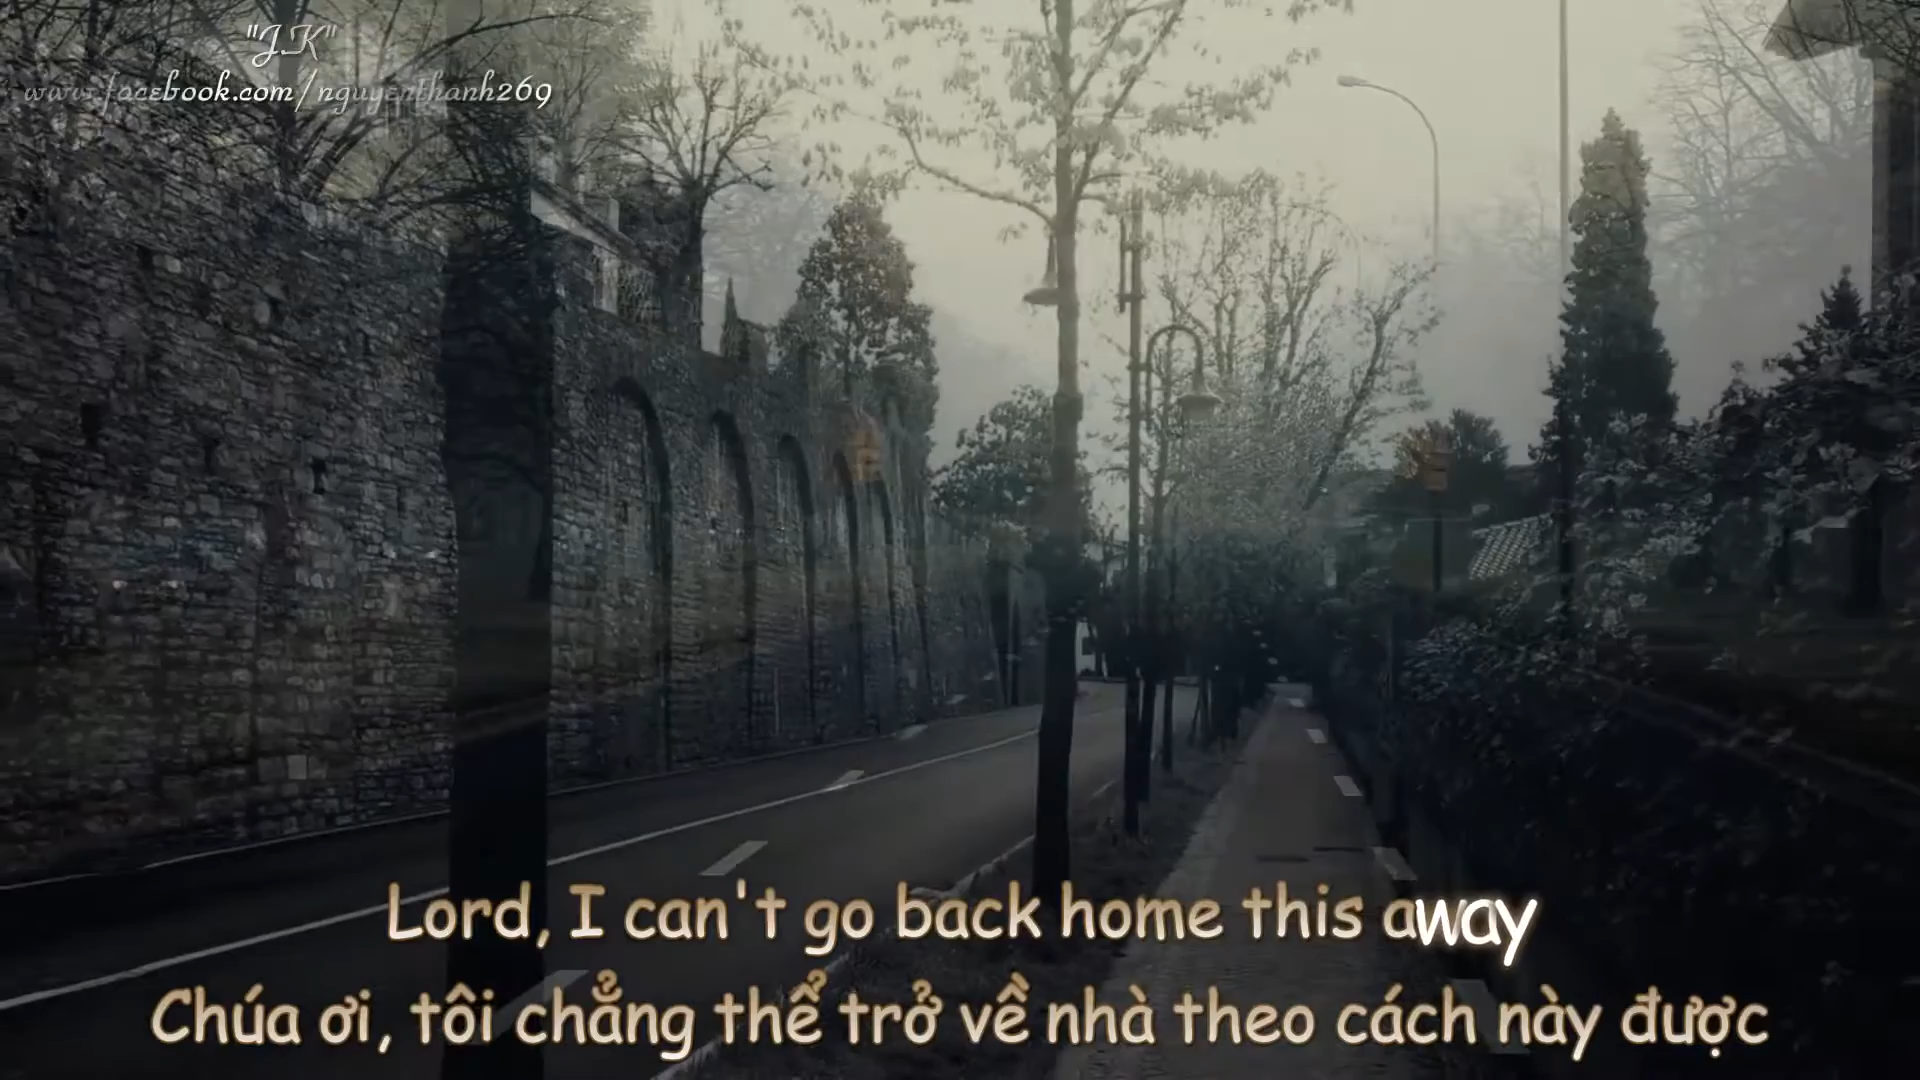 "J.K"
www.facebook.com/nguyenthanh269
Lord, I can't go back home this away
Chúa ơi, tôi chẳng thể trở về nhà theo cách này được